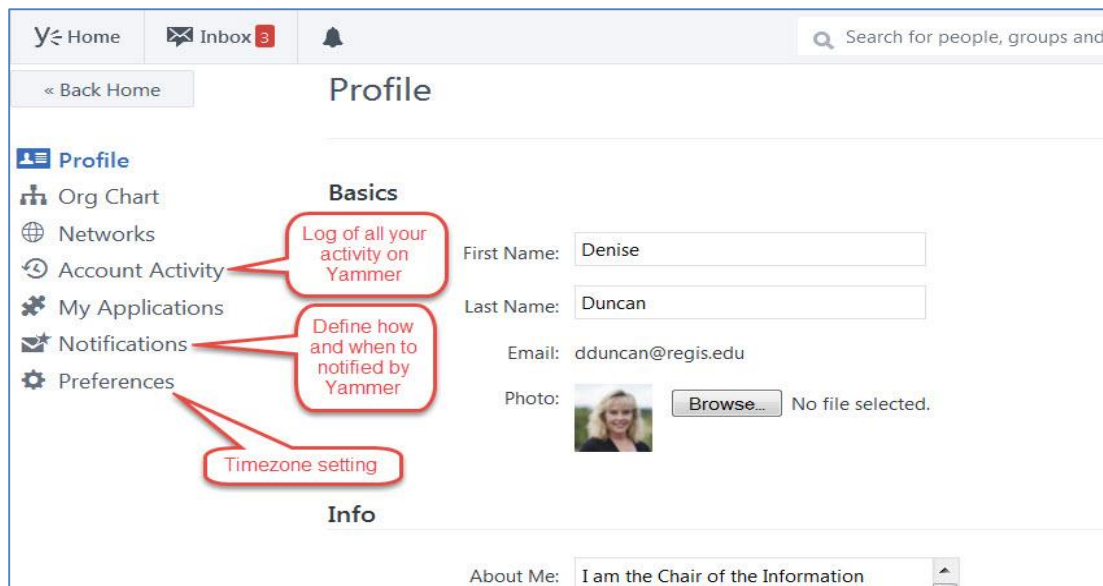 Home
Inbox 3
Search for people, groups and
« Back Home
Profile
Profile
Org Chart
Networks
Account Activity
My Applications
Notifications
Preferences
Log of all your
activity on
Yammer
Define how
and when to
notified by
Yammer
Timezone setting
Basics
First Name: Denise
Last Name: Duncan
Email: dduncan@regis.edu
Photo: Browse... No file selected.
Info
About Me: I am the Chair of the Information